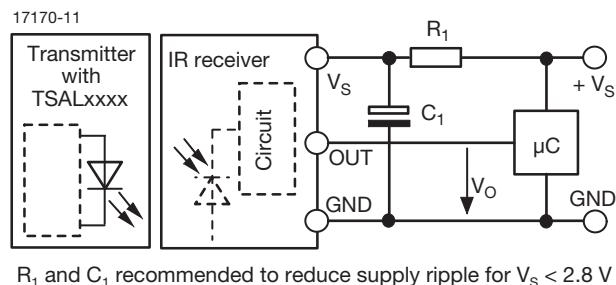 17170-11
Transmitter
with
TSALxxxx
IR receiver
Circuit
VS
OUT
GND
C1
R1
VO
µC
+ VS
GND
R1 and C1 recommended to reduce supply ripple for VS < 2.8 V